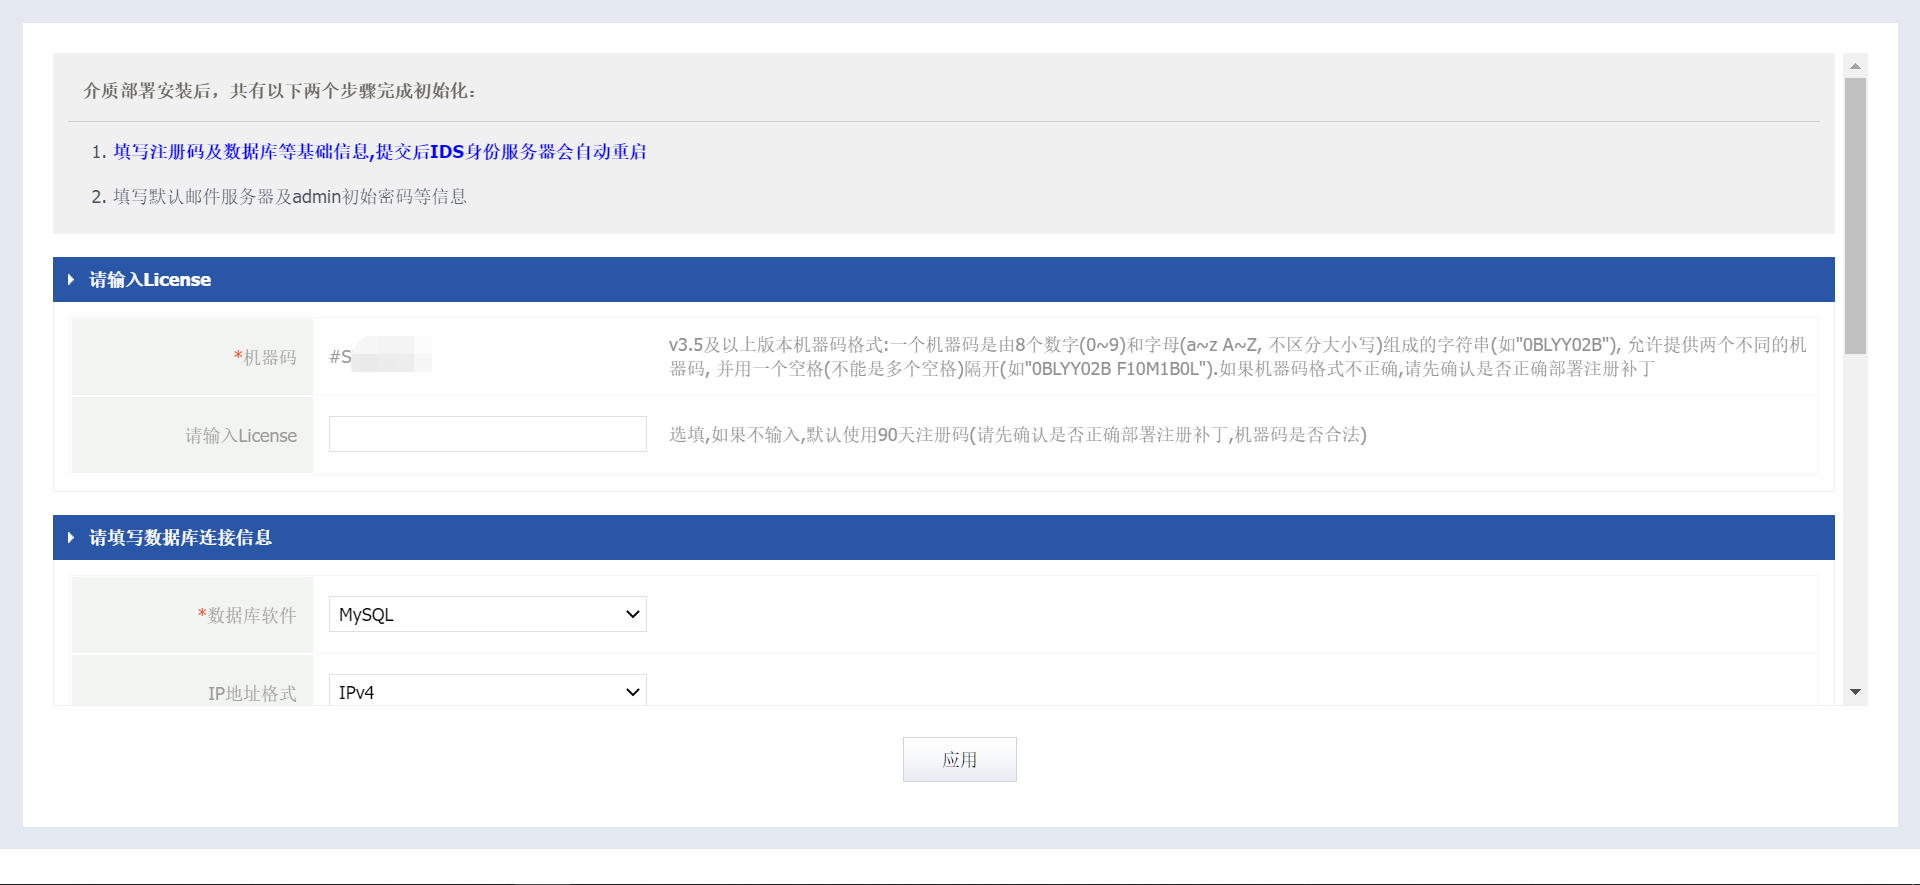 介质部署安装后，共有以下两个步骤完成初始化：
1. 填写注册码及数据库等基础信息,提交后IDS身份服务器会自动重启
2. 填写默认邮件服务器及admin初始密码等信息
请输入License
*机器码
#S
v3.5及以上版本机器码格式:一个机器码是由8个数字(0~9)和字母(a~z A~Z, 不区分大小写)组成的字符串(如"0BLYY02B"), 允许提供两个不同的机
器码, 并用一个空格(不能是多个空格)隔开(如"0BLYY02B F10M1B0L").如果机器码格式不正确,请先确认是否正确部署注册补丁
请输入License
选填,如果不输入,默认使用90天注册码(请先确认是否正确部署注册补丁,机器码是否合法)
请填写数据库连接信息
*数据库软件
MySQL
IP地址格式
IPv4
应用